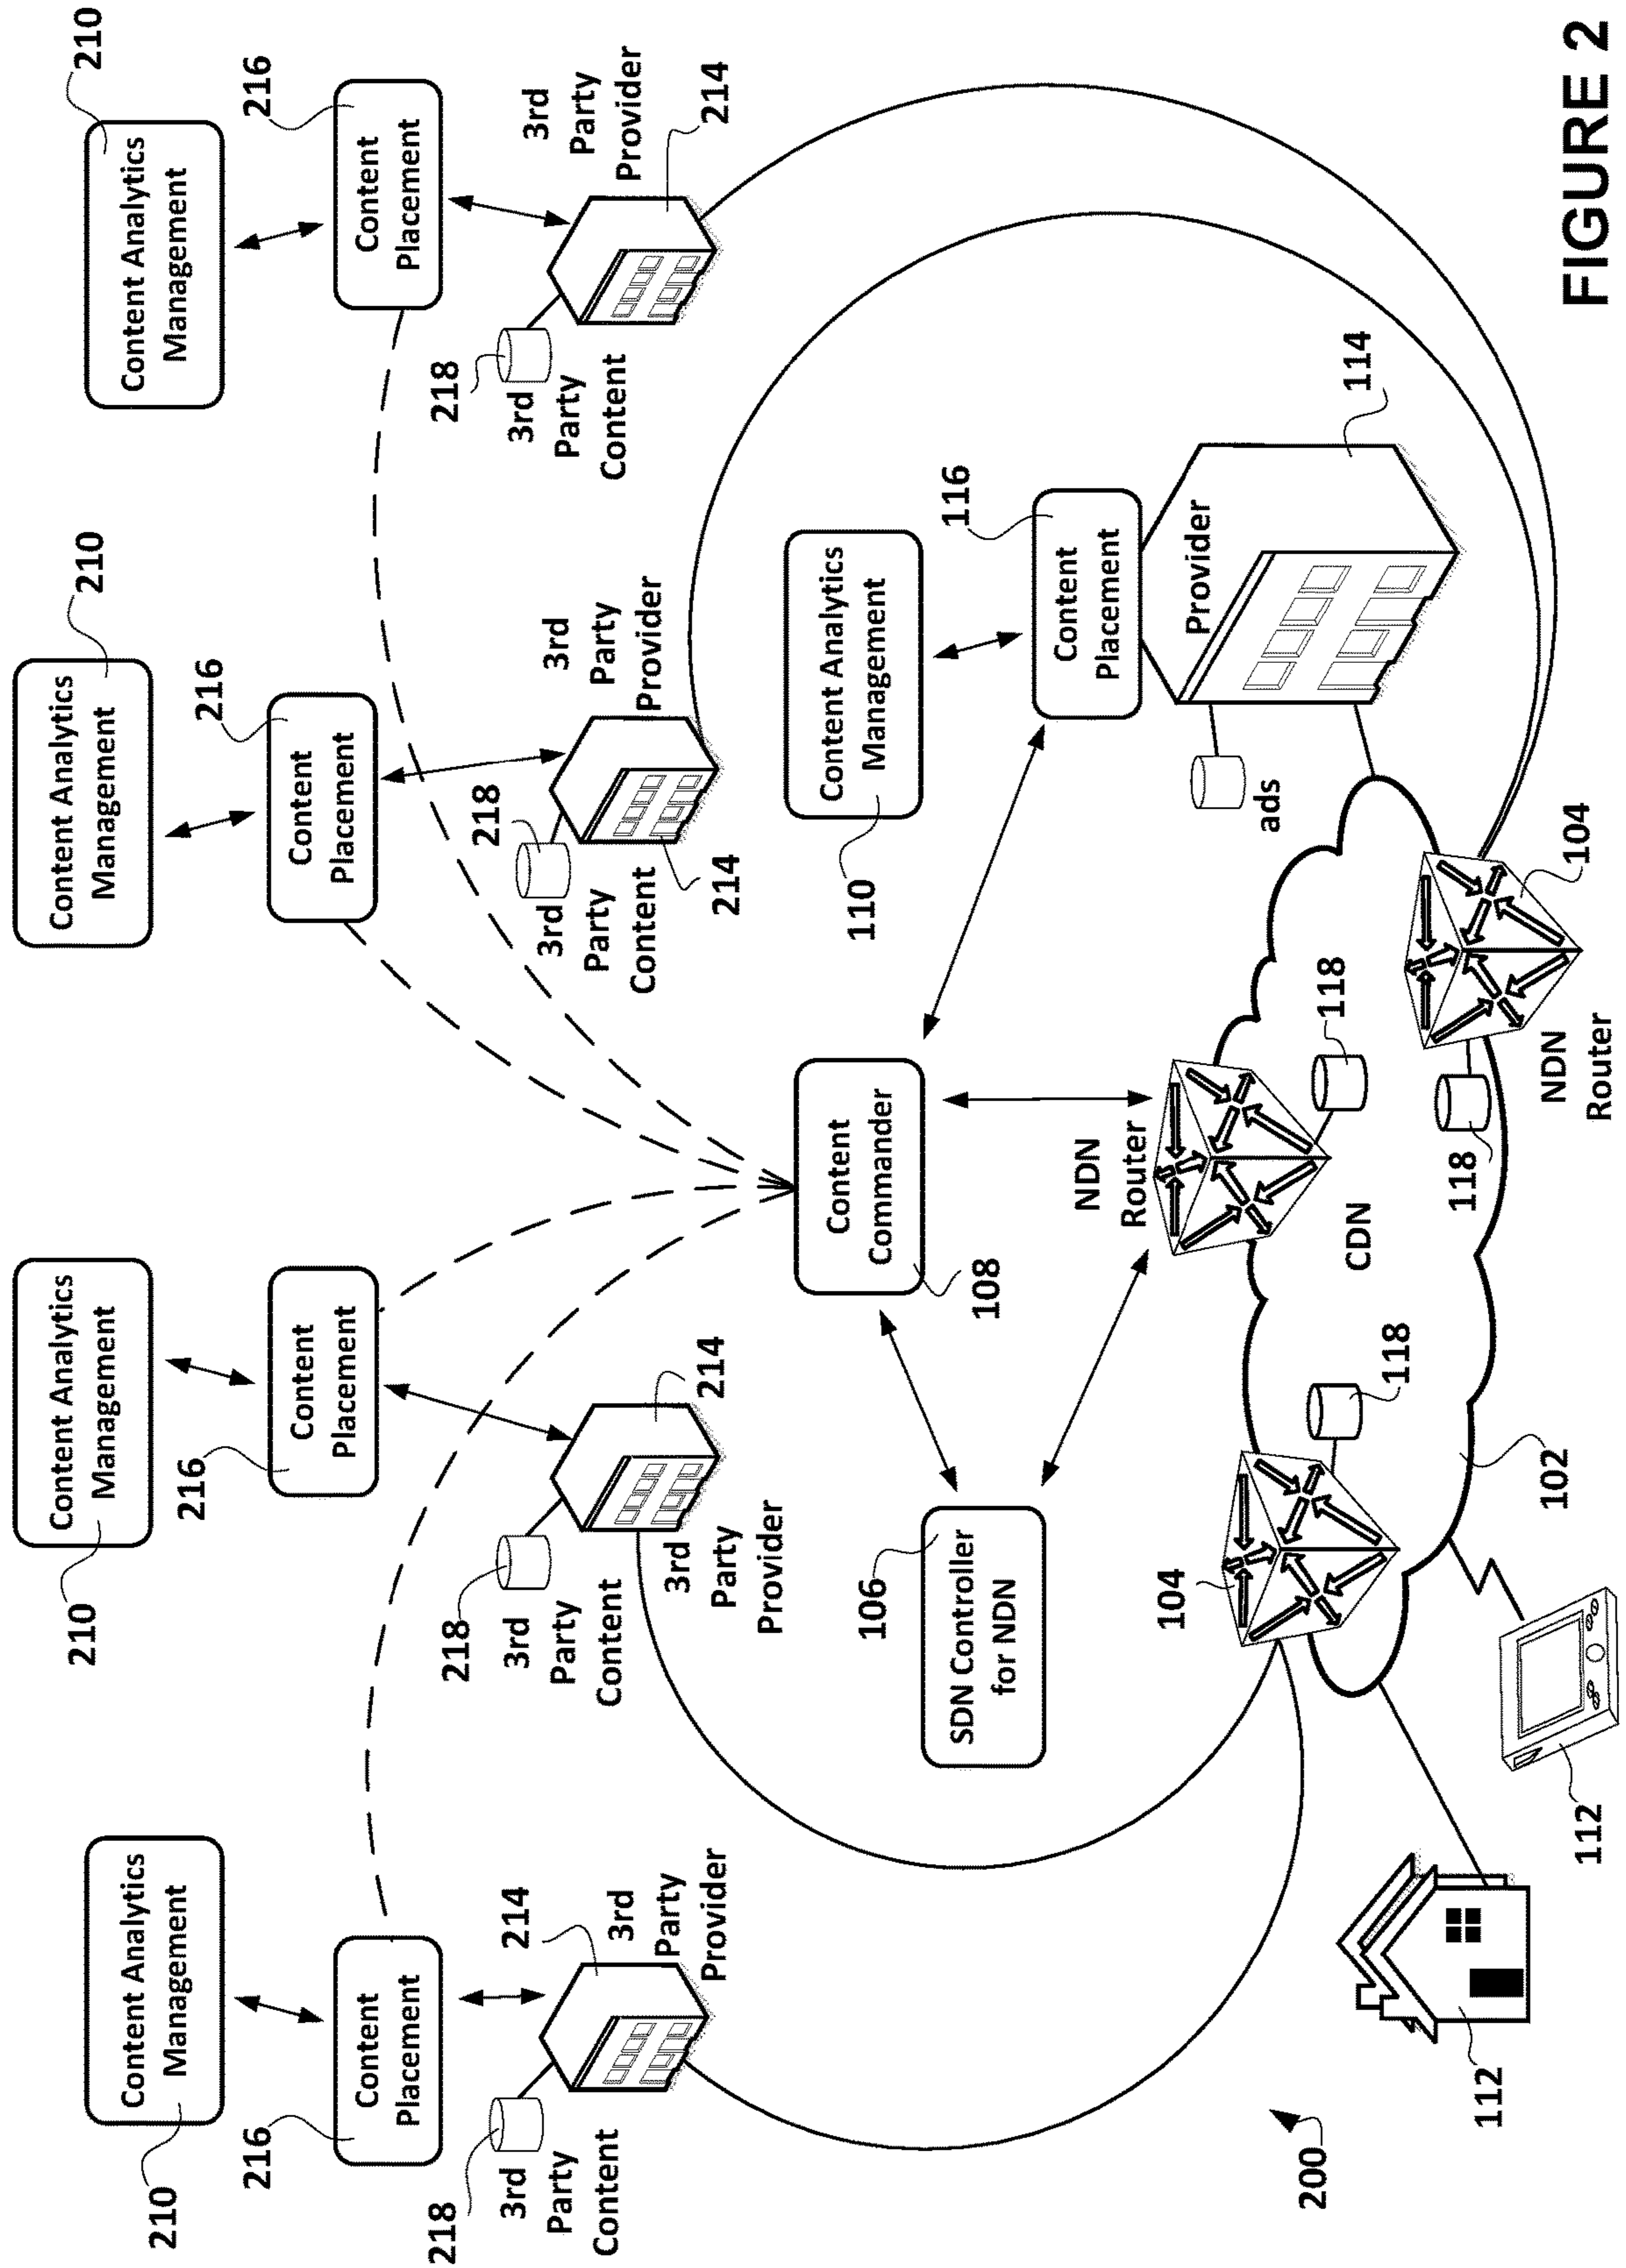 210
Content Analytics
Management
210
Content Analytics
Management
Content Analytics
Management
210
Content Analytics
Management
210
216
Content
Placement
216
Content
Placement
Content
Placement
216
Content
Placement
216
218
3rd
Party
Content
214
3rd
Party
Provider
218
3rd
Party
Content
214
3rd
Party
Provider
218
3rd
Party
Content
214
3rd
Party
Provider
218
3rd
Party
Content
3rd
Party
Provider
214
106
SDN Controller
for NDN
Content
Commander
108
110
Content Analytics
Management
116
Content
Placement
Provider
114
ads
NDN
Router
104
118
CDN
118
118
104
NDN
Router
102
112
112
200
FIGURE 2